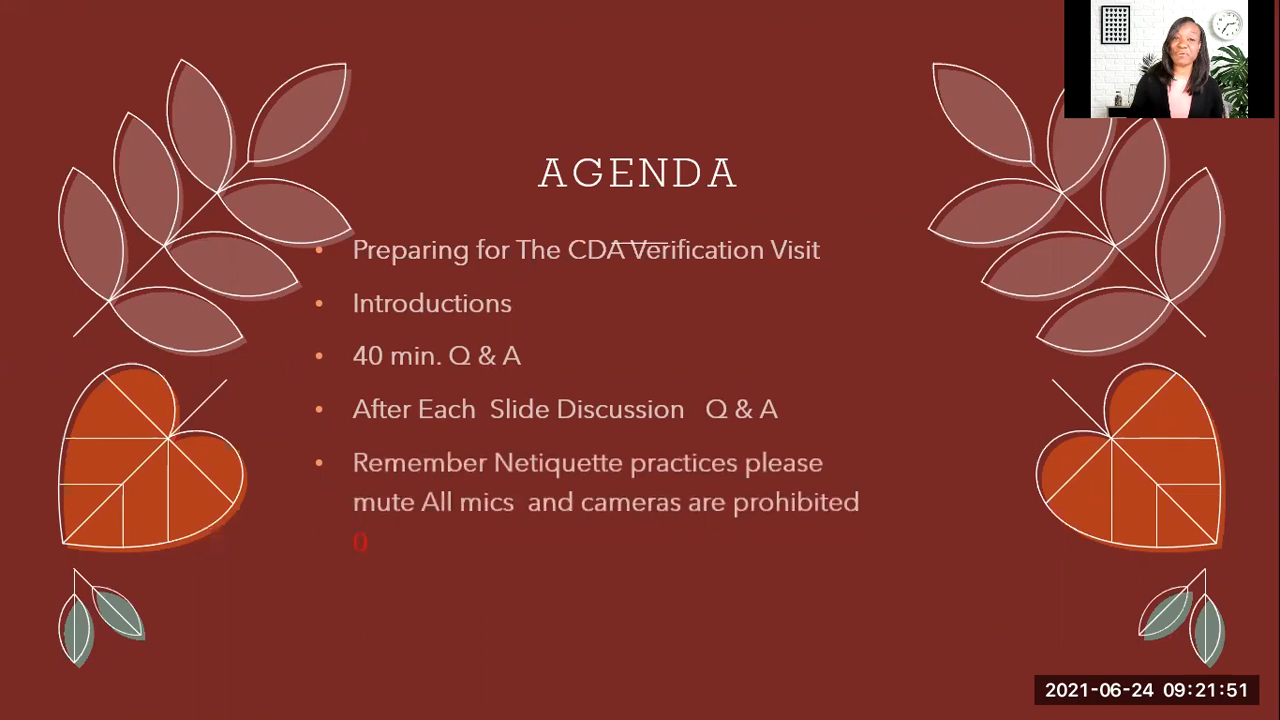 AGENDA
• Preparing for The CDA Verification Visit
• Introductions
• 40 min. Q & A
• After Each Slide Discussion Q & A
• Remember Netiquette practices please
mute All mics and cameras are prohibited
0
2021-06-24 09:21:51